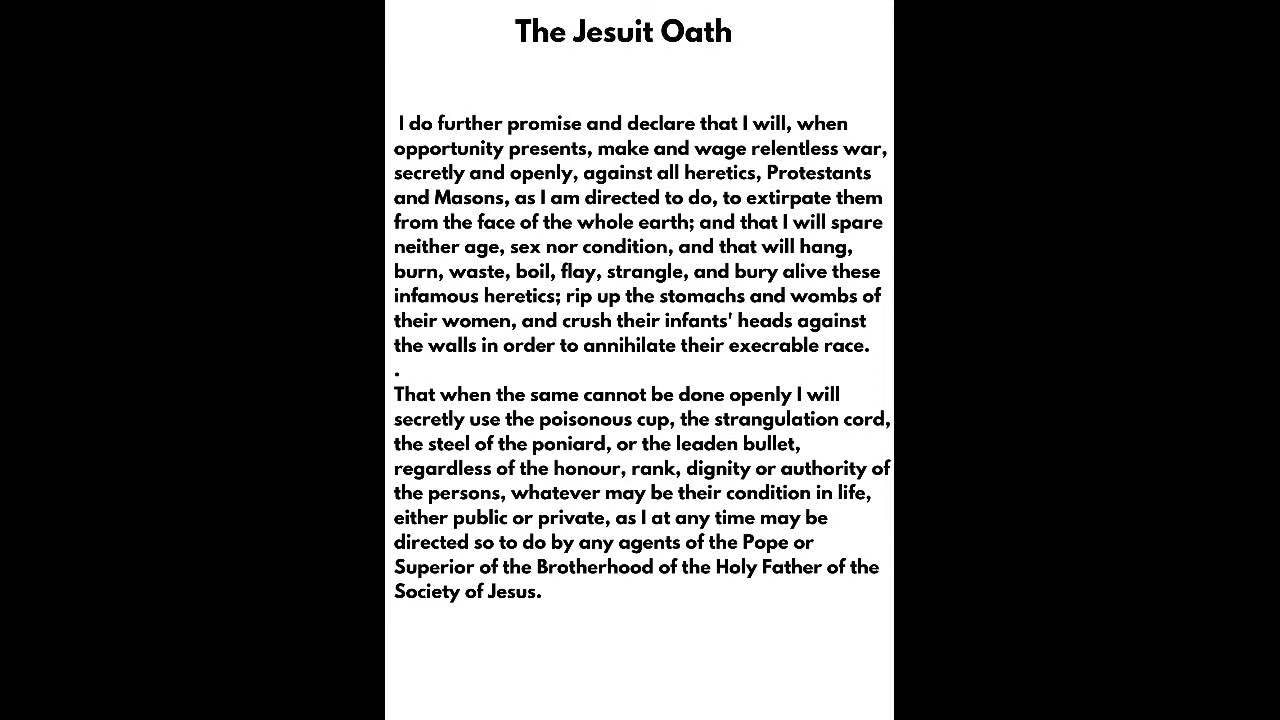 The Jesuit Oath
I do further promise and declare that I will, when
opportunity presents, make and wage relentless war,
secretly and openly, against all heretics, Protestants
and Masons, as I am directed to do, to extirpate them
from the face of the whole earth; and that I will spare
neither age, sex nor condition, and that will hang,
burn, waste, boil, flay, strangle, and bury alive these
infamous heretics; rip up the stomachs and wombs of
their women, and crush their infants' heads against
the walls in order to annihilate their execrable race.
.
That when the same cannot be done openly I will
secretly use the poisonous cup, the strangulation cord,
the steel of the poniard, or the leaden bullet,
regardless of the honour, rank, dignity or authority of
the persons, whatever may be their condition in life,
either public or private, as I at any time may be
directed so to do by any agents of the Pope or
Superior of the Brotherhood of the Holy Father of the
Society of Jesus.